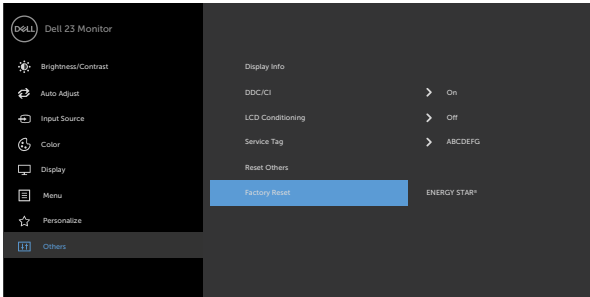 DELL Dell 23 Monitor
Brightness/Contrast
Auto Adjust
Input Source
Color
Display
Menu
Personalize
Others
Display Info
DDC/CI On
LCD Conditioning Off
Service Tag ABCDEFG
Reset Others
Factory Reset ENERGY STAR®